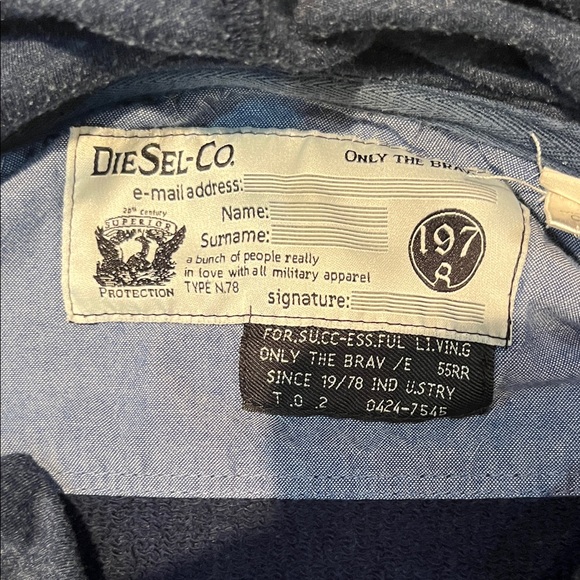 DIESEL-CO.
ONLY THE BRAVE
e-mail address:
Name:
Surname:
20th Century
SUPERIOR
PROTECTION
197
8
a bunch of people really
in love with all military apparel
TYPE N.78
signature:
FOR.SU.CC-ESS.FUL L.I.VIN.G
ONLY THE BRAV /E 55RR
SINCE 19/78 IND U.STRY
T .O .2 0424-7545